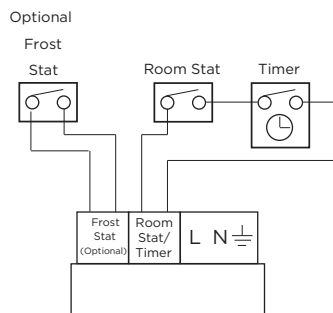 Optional
Frost
Stat
Room Stat
Timer
Frost
Stat
(Optional)
Room
Stat/
Timer
L N